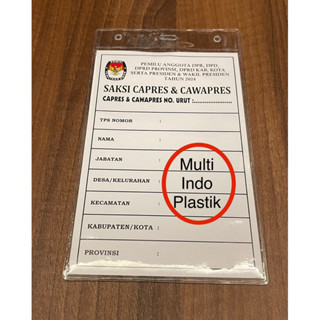 PEMILU ANGGOTA DPR, DPD,
DPRD PROVINSI, DPRD KAB. KOTA
SERTA PRESIDEN & WAKIL PRESIDEN
TAHUN 2024
SAKSI CAPRES & CAWAPRES
CAPRES & CAWAPRES NO. URUT :....................
TPS NOMOR :
NAMA :
JABATAN :
DESA/KELURAHAN :
KECAMATAN :
KABUPATEN/KOTA :
PROVINSI :
Multi
Indo
Plastik